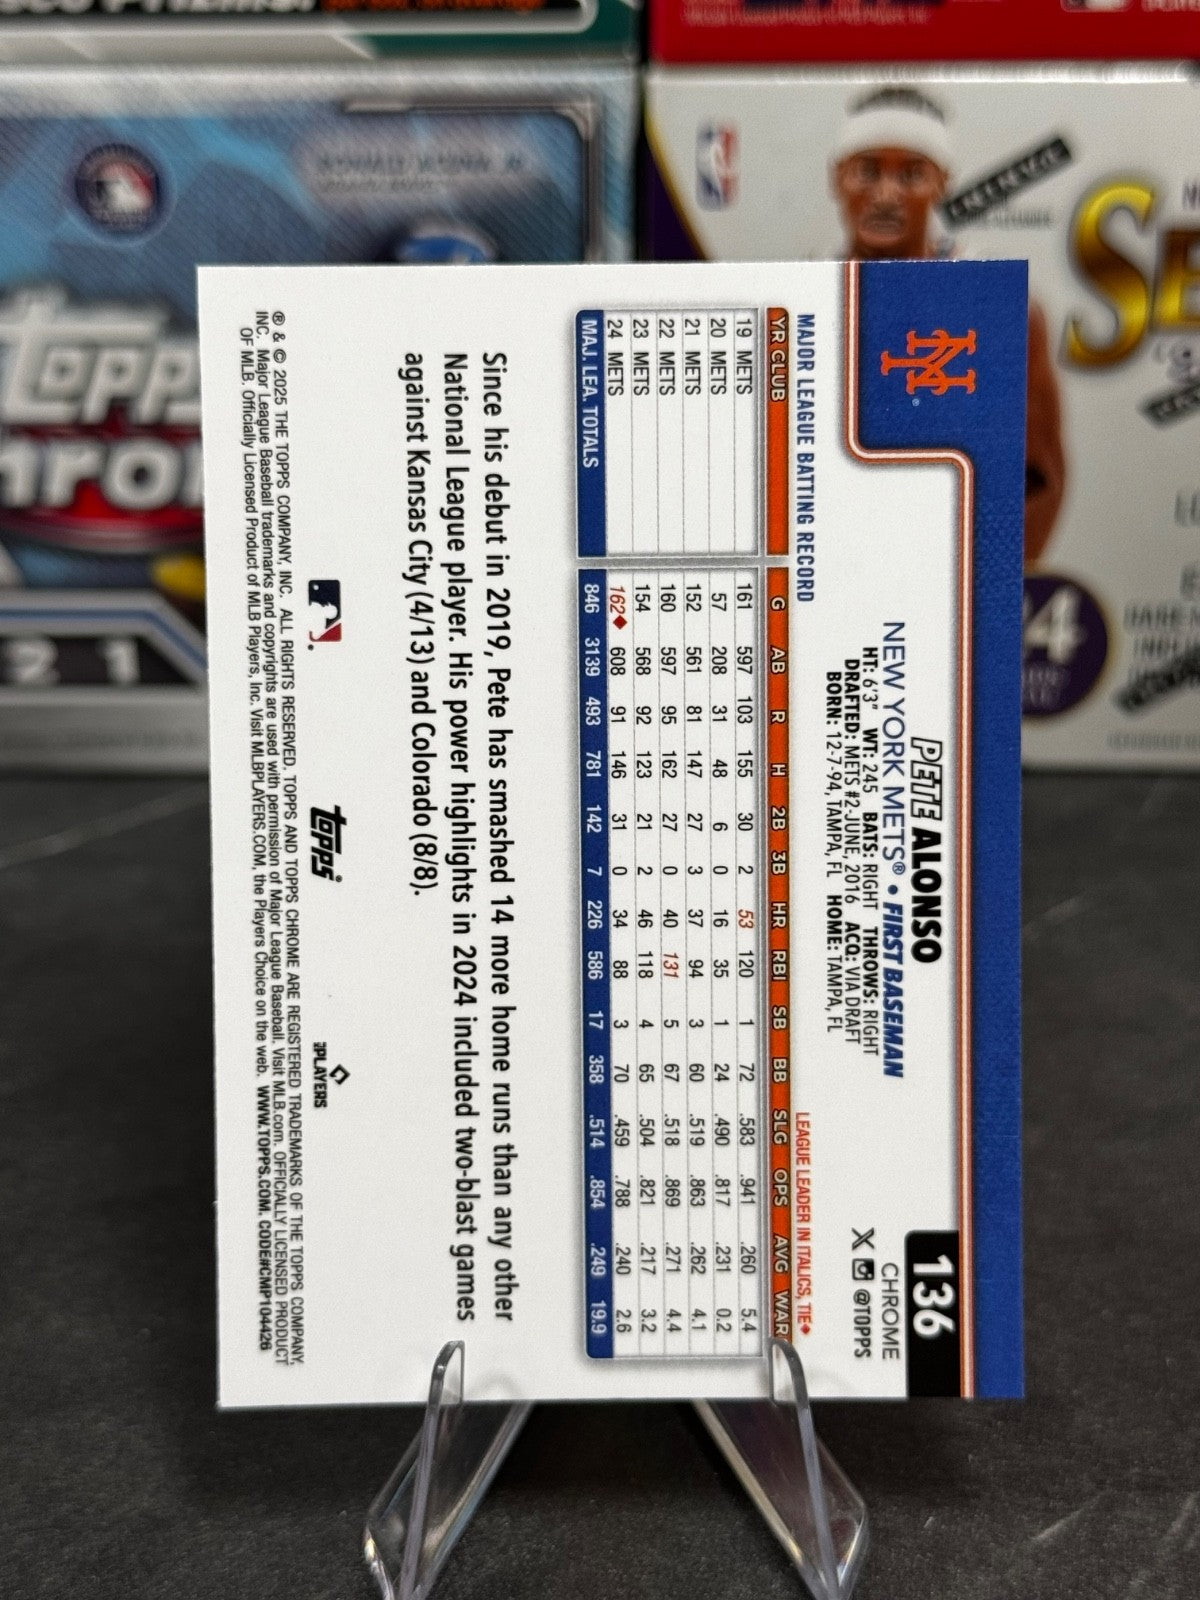 136
CHROME
X @TOPPS
PETE ALONSO
NEW YORK METS® • FIRST BASEMAN
HT: 6'3" WT: 245 BATS: RIGHT THROWS: RIGHT
DRAFTED: METS #2-JUNE, 2016 ACQ: VIA DRAFT
BORN: 12-7-94, TAMPA, FL HOME: TAMPA, FL
MAJOR LEAGUE BATTING RECORD LEAGUE LEADER IN ITALICS, TIE♦
YR CLUB G AB R H 2B 3B HR RBI SB BB SLG OPS AVG WAR
19 METS 161 597 103 155 30 2 53 120 1 72 .583 .941 .260 5.4
20 METS 57 208 31 48 6 0 16 35 1 24 .490 .817 .231 0.2
21 METS 152 561 81 147 27 3 37 94 3 60 .519 .863 .262 4.1
22 METS 160 597 95 162 27 0 40 131 5 67 .518 .869 .271 4.4
23 METS 154 568 92 123 21 2 46 118 4 65 .504 .821 .217 3.2
24 METS 162♦ 608 91 146 31 0 34 88 3 70 .459 .788 .240 2.6
MAJ. LEA. TOTALS 846 3139 493 781 142 7 226 586 17 358 .514 .854 .249 19.9
Since his debut in 2019, Pete has smashed 14 more home runs than any other
National League player. His power highlights in 2024 included two-blast games
against Kansas City (4/13) and Colorado (8/8).
topps®
PLAYERS
® & © 2025 THE TOPPS COMPANY, INC. ALL RIGHTS RESERVED. TOPPS AND TOPPS CHROME ARE REGISTERED TRADEMARKS OF THE TOPPS COMPANY,
INC. Major League Baseball trademarks and copyrights are used with permission of Major League Baseball. Visit MLB.com. OFFICIALLY LICENSED PRODUCT
OF MLB. Officially Licensed Product of MLB Players, Inc. Visit MLBPLAYERS.COM, the Players Choice on the web. WWW.TOPPS.COM. CODE#CMP104426